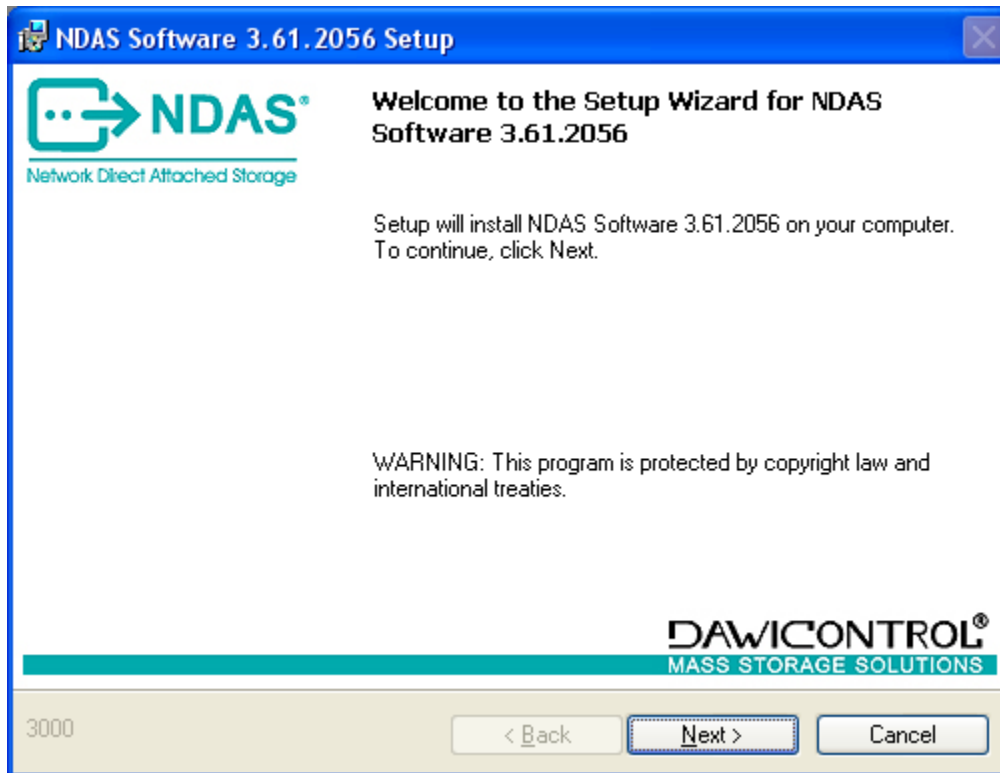 NDAS Software 3.61.2056 Setup
NDAS®
Network Direct Attached Storage
Welcome to the Setup Wizard for NDAS
Software 3.61.2056
Setup will install NDAS Software 3.61.2056 on your computer.
To continue, click Next.
WARNING: This program is protected by copyright law and
international treaties.
DAWICONTROL®
MASS STORAGE SOLUTIONS
3000
< Back
Next >
Cancel